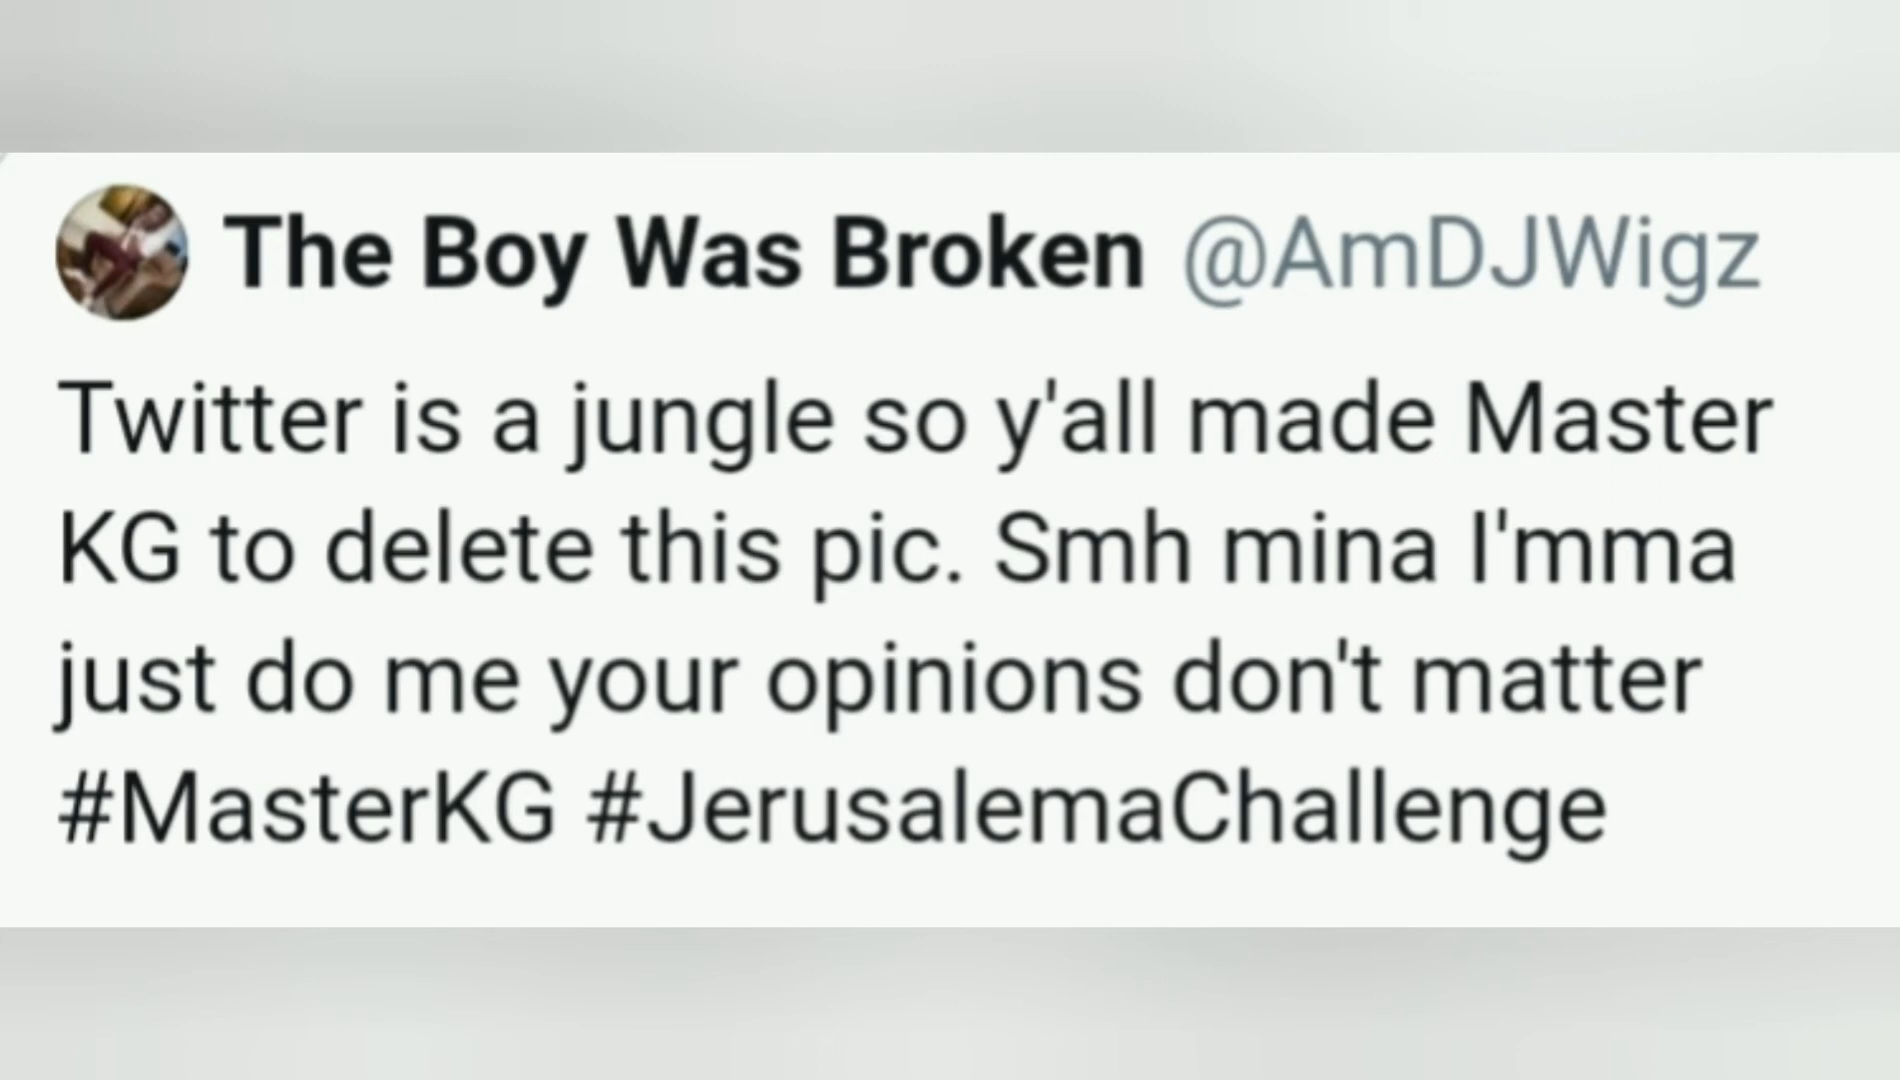 The Boy Was Broken @AmDJWigz
Twitter is a jungle so y'all made Master
KG to delete this pic. Smh mina I'mma
just do me your opinions don't matter
#MasterKG #JerusalemaChallenge